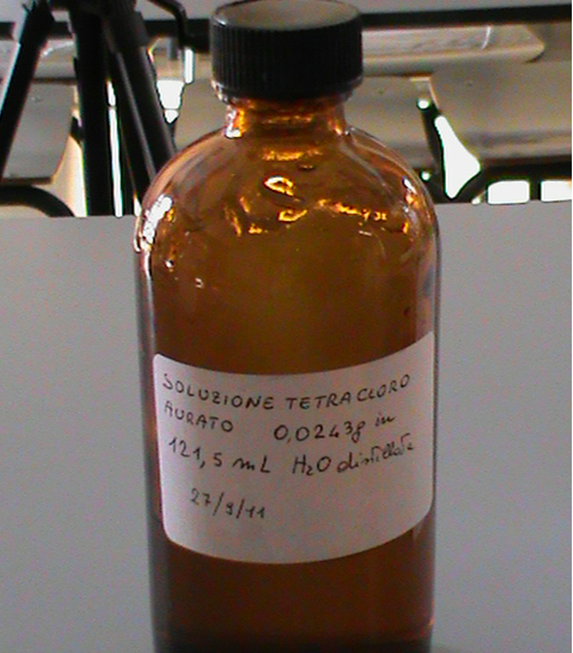 SOLUZIONE TETRACLORO
AURATO 0,0243g in
121,5 mL H₂O distillata
27/9/11